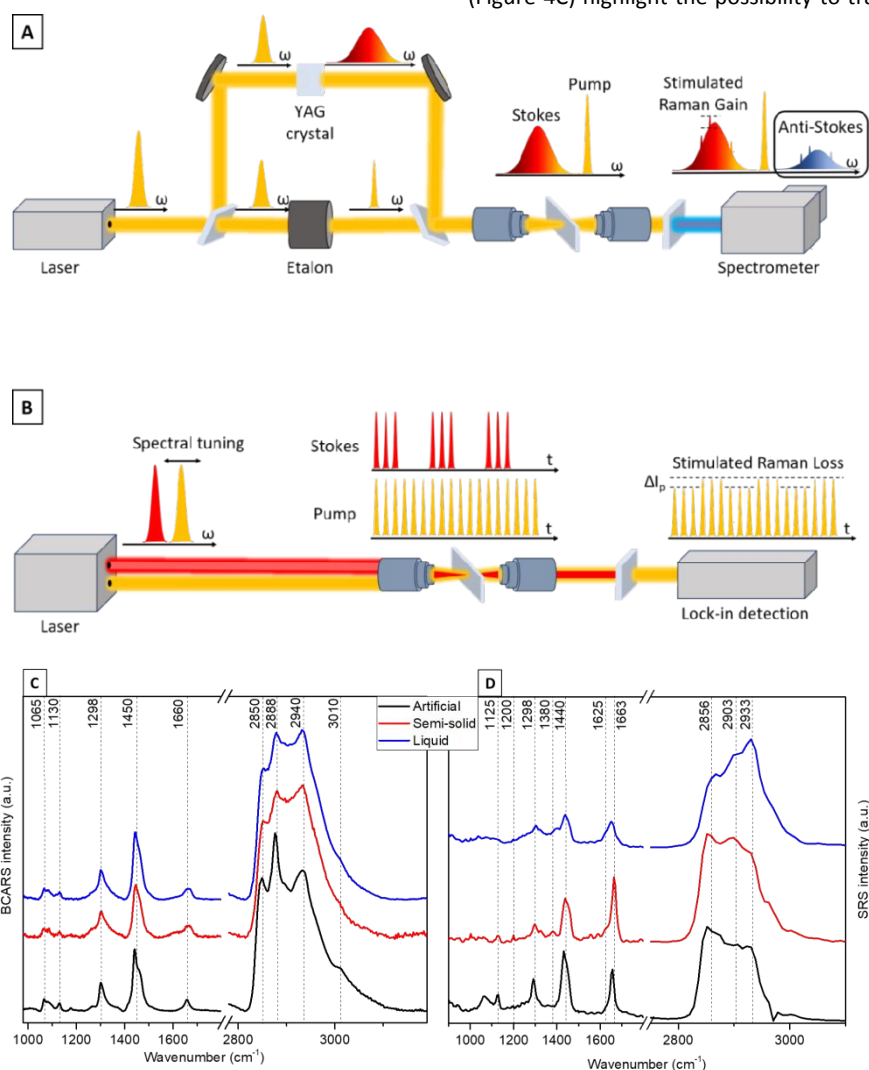 (Figure 4C) highlight the possibility to tra
A
ω
ω
YAG
crystal
Stokes
Pump
Stimulated
Raman Gain
Anti-Stokes
ω
ω
ω
ω
ω
Laser
Etalon
Spectrometer
B
Spectral tuning
ω
Stokes
t
Pump
t
Stimulated Raman Loss
ΔIp
t
Laser
Lock-in detection
C
1065
1130
1298
1450
1660
2850
2888
2940
3010
Artificial
Semi-solid
Liquid
BCARS intensity (a.u.)
1000 1200 1400 1600 2800 3000
Wavenumber (cm-1)
D
1125
1200
1298
1380
1440
1625
1663
2856
2903
2933
SRS intensity (a.u.)
1000 1200 1400 1600 2800 3000
Wavenumber (cm-1)